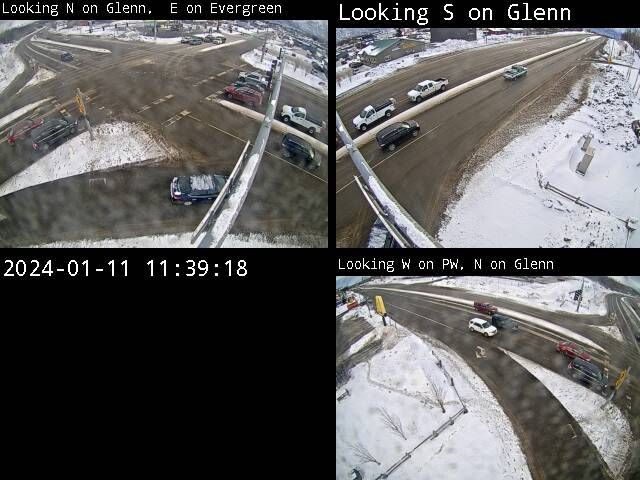 Looking N on Glenn,  E on Evergreen
Looking S on Glenn
2024-01-11 11:39:18
Looking W on PW, N on Glenn